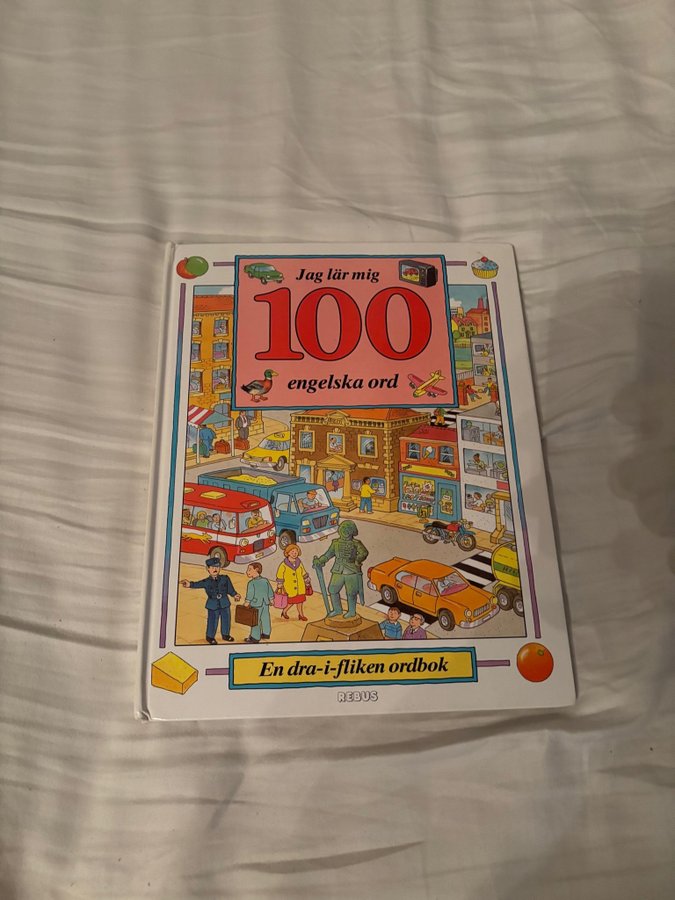 Jag lär mig
100
engelska ord
En dra-i-fliken ordbok
REBUS